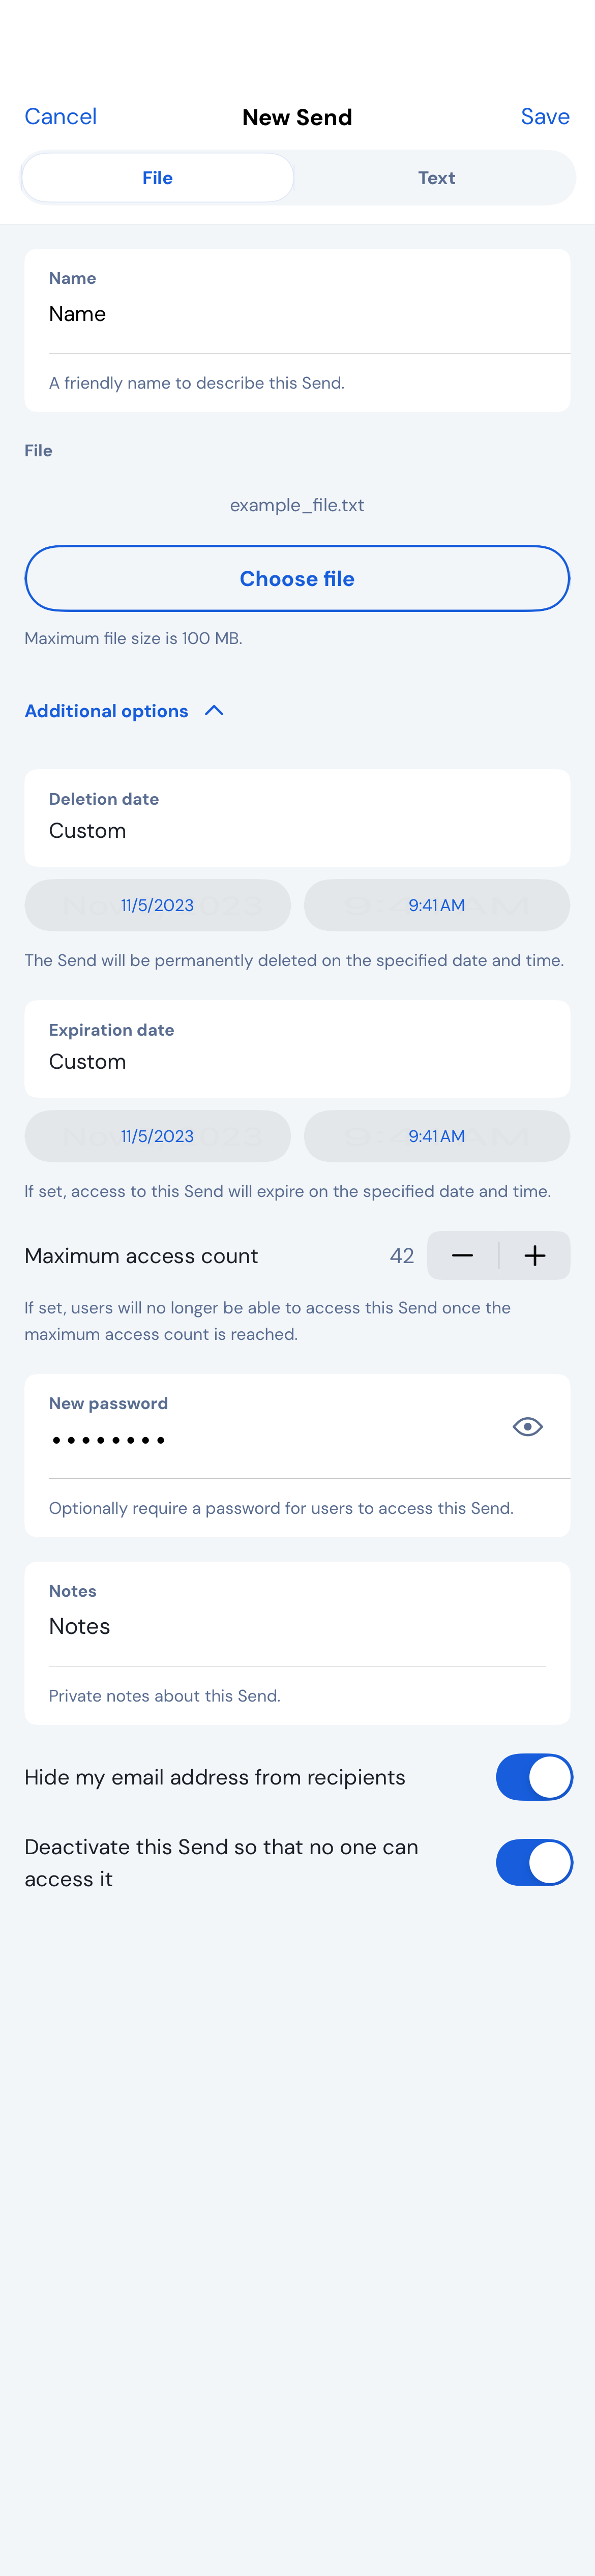 Cancel New Send Save
File Text
Name
Name
A friendly name to describe this Send.
File
example_file.txt
Choose file
Maximum file size is 100 MB.
Additional options
Deletion date
Custom
11/5/2023 9:41 AM
The Send will be permanently deleted on the specified date and time.
Expiration date
Custom
11/5/2023 9:41 AM
If set, access to this Send will expire on the specified date and time.
Maximum access count 42
If set, users will no longer be able to access this Send once the
maximum access count is reached.
New password
••••••••
Optionally require a password for users to access this Send.
Notes
Notes
Private notes about this Send.
Hide my email address from recipients
Deactivate this Send so that no one can
access it